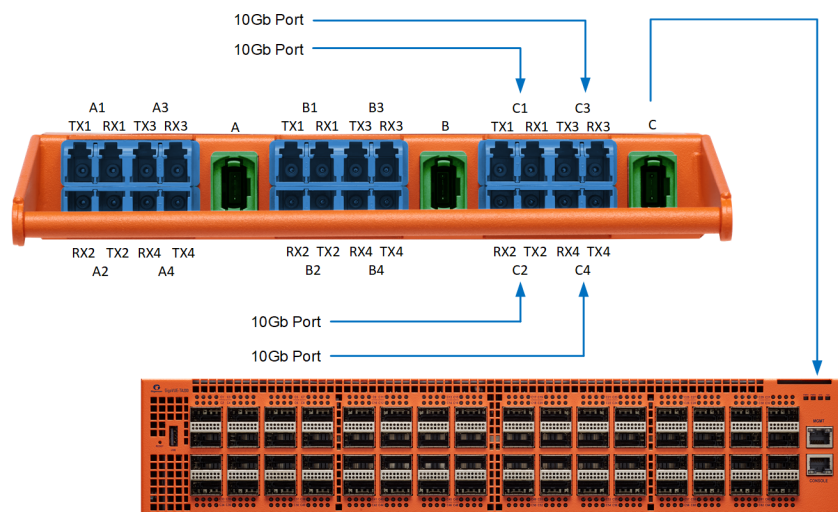 10Gb Port
10Gb Port
A1 A3 B1 B3 C1 C3
TX1 RX1 TX3 RX3 A TX1 RX1 TX3 RX3 B TX1 RX1 TX3 RX3 C
RX2 TX2 RX4 TX4 RX2 TX2 RX4 TX4 RX2 TX2 RX4 TX4
A2 A4 B2 B4 C2 C4
10Gb Port
10Gb Port
MGMT
CONSOLE